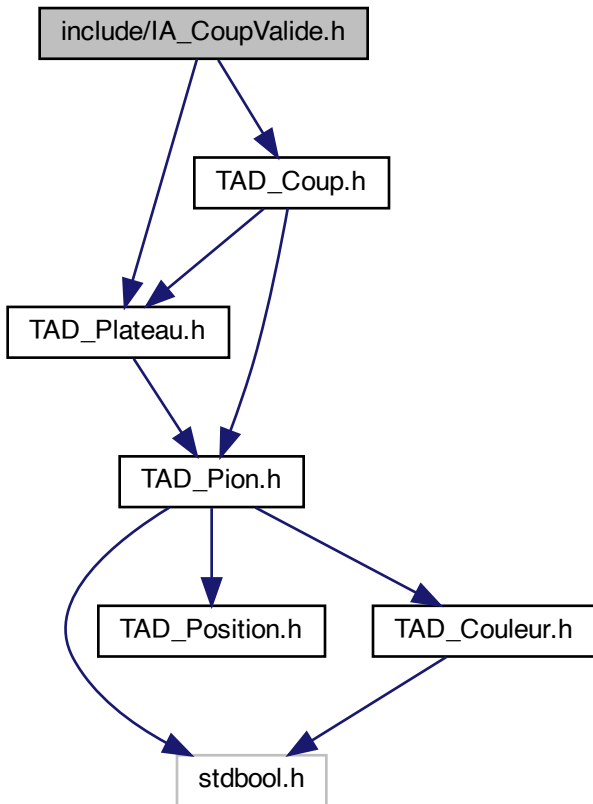 include/IA_CoupValide.h
TAD_Coup.h
TAD_Plateau.h
TAD_Pion.h
TAD_Position.h
TAD_Couleur.h
stdbool.h